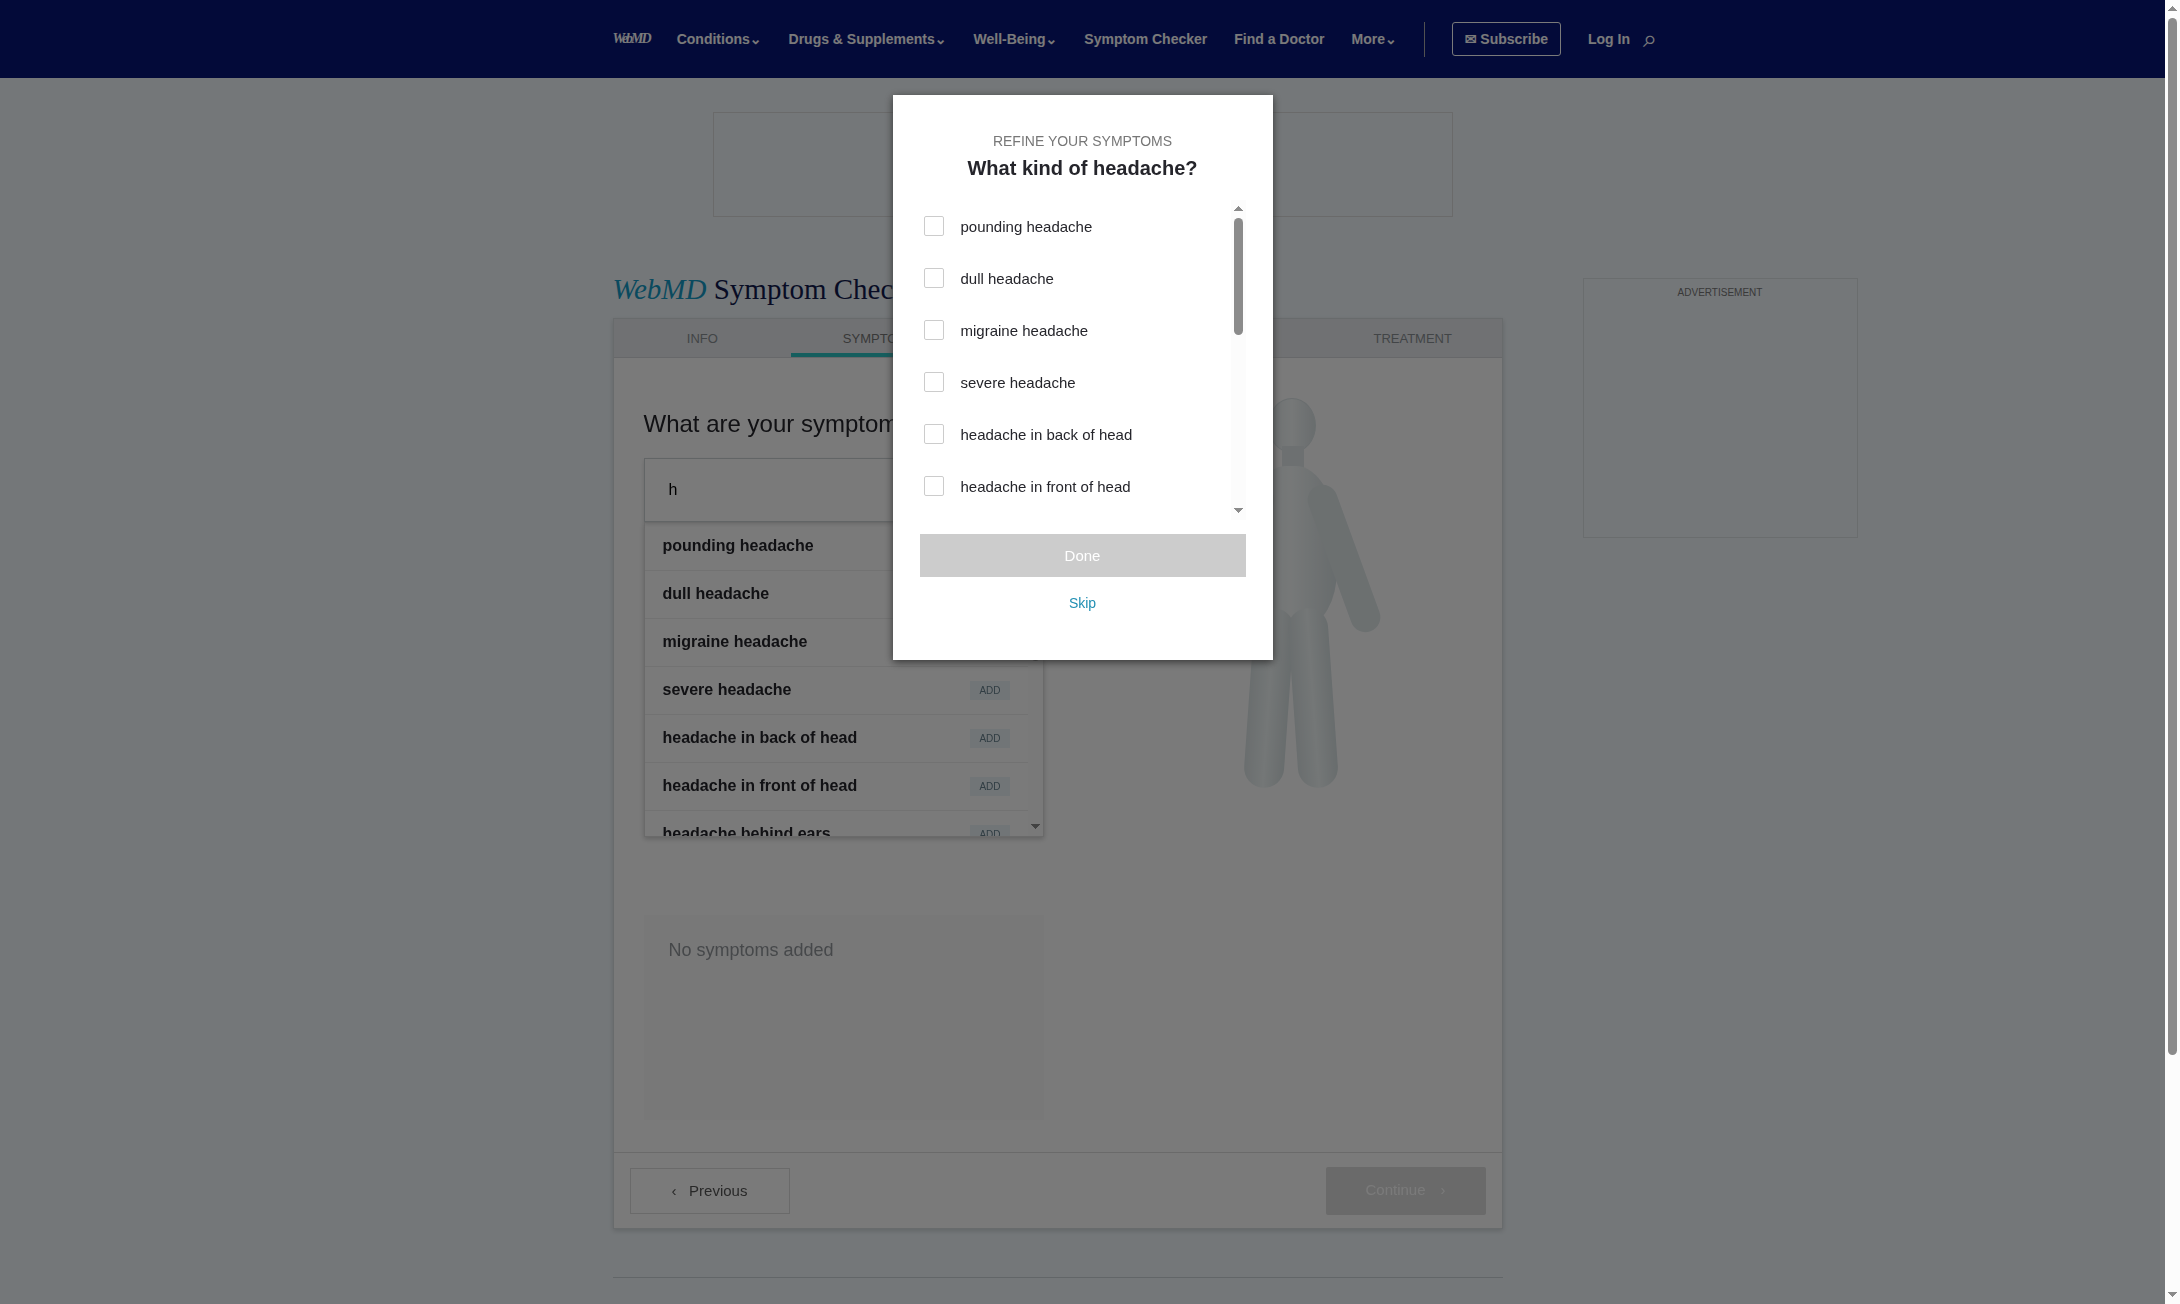 WebMD Conditions Drugs & Supplements Well-Being Symptom Checker Find a Doctor More Subscribe Log In
REFINE YOUR SYMPTOMS
What kind of headache?
pounding headache
dull headache
migraine headache
severe headache
headache in back of head
headache in front of head
Done
Skip
WebMD Symptom Chec
ADVERTISEMENT
INFO SYMPTO TREATMENT
What are your symptom
h
pounding headache
dull headache
migraine headache
severe headache ADD
headache in back of head ADD
headache in front of head ADD
headache behind ears ADD
No symptoms added
‹ Previous
Continue ›